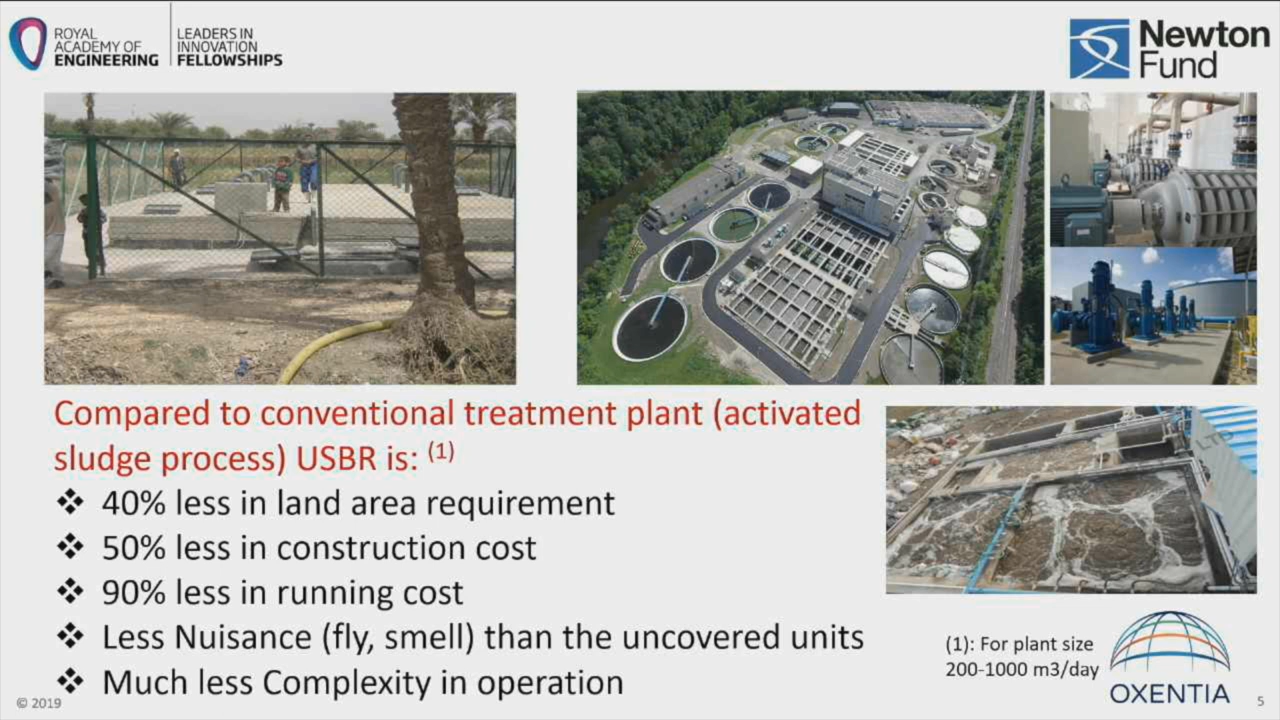 ROYAL
ACADEMY OF
ENGINEERING
LEADERS IN
INNOVATION
FELLOWSHIPS
Newton
Fund
Compared to conventional treatment plant (activated
sludge process) USBR is: (1)
❖ 40% less in land area requirement
❖ 50% less in construction cost
❖ 90% less in running cost
❖ Less Nuisance (fly, smell) than the uncovered units
❖ Much less Complexity in operation
LTD
(1): For plant size
200-1000 m3/day
OXENTIA
© 2019
5